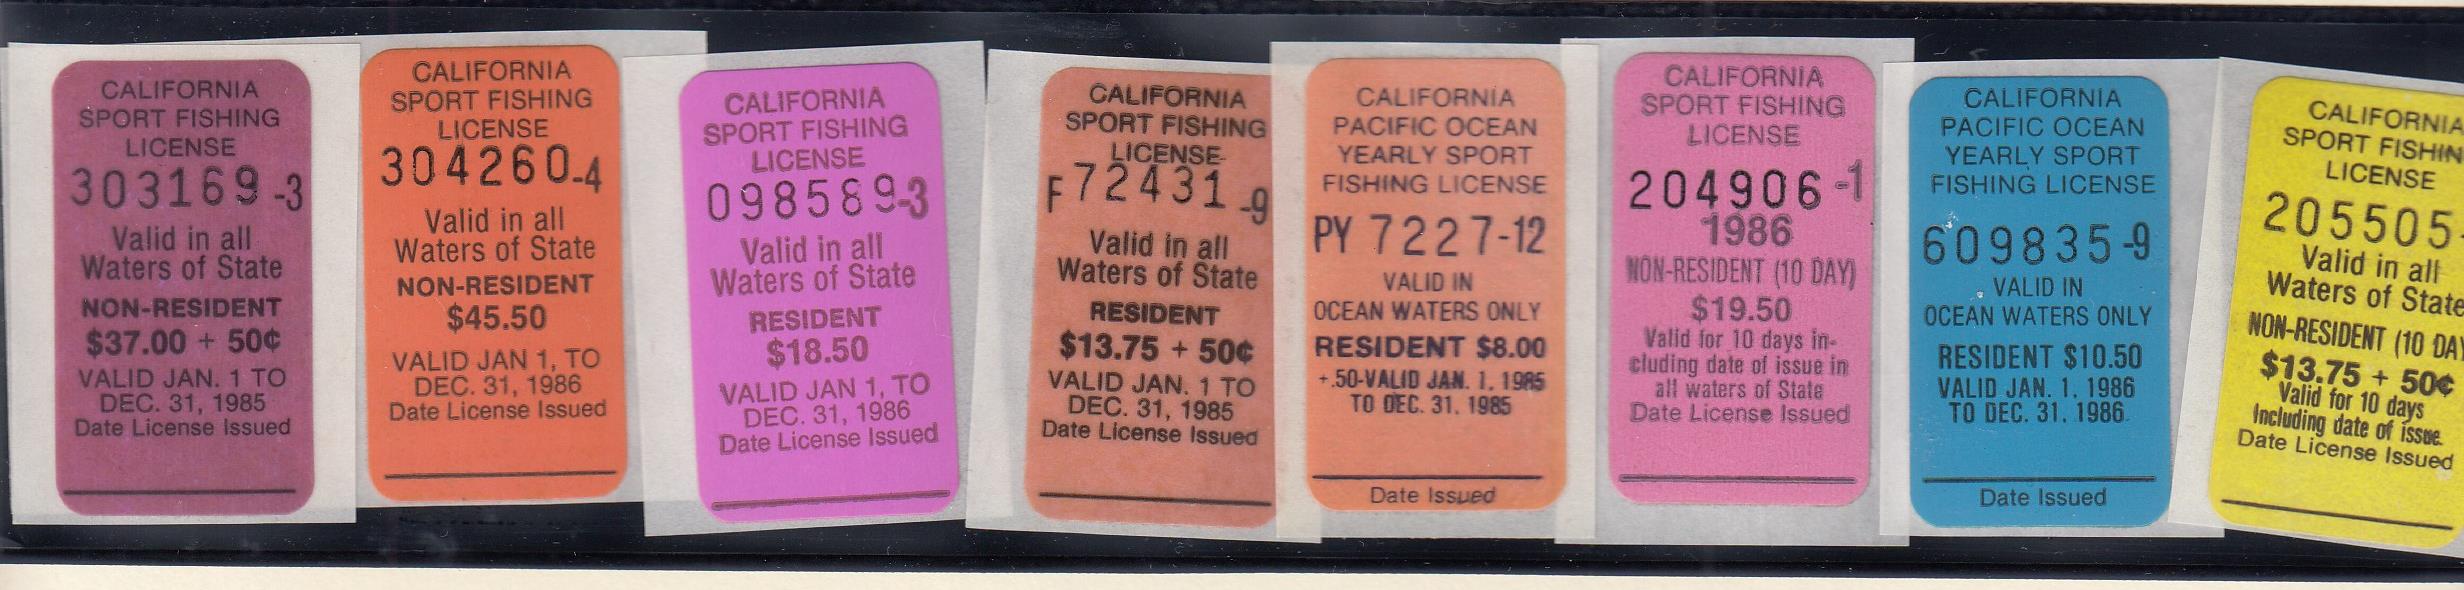 CALIFORNIA
SPORT FISHING
LICENSE
303169-3
Valid in all
Waters of State
NON-RESIDENT
$37.00 + 50¢
VALID JAN. 1 TO
DEC. 31, 1985
Date License Issued
CALIFORNIA
SPORT FISHING
LICENSE
304260-4
Valid in all
Waters of State
NON-RESIDENT
$45.50
VALID JAN 1, TO
DEC. 31, 1986
Date License Issued
CALIFORNIA
SPORT FISHING
LICENSE
098589-3
Valid in all
Waters of State
RESIDENT
$18.50
VALID JAN 1, TO
DEC. 31, 1986
Date License Issued
CALIFORNIA
SPORT FISHING
LICENSE
F72431-9
Valid in all
Waters of State
RESIDENT
$13.75 + 50¢
VALID JAN. 1 TO
DEC. 31, 1985
Date License Issued
CALIFORNIA
PACIFIC OCEAN
YEARLY SPORT
FISHING LICENSE
PY 7227-12
VALID IN
OCEAN WATERS ONLY
RESIDENT $8.00
+.50-VALID JAN. 1, 1985
TO DEC. 31, 1985
Date Issued
CALIFORNIA
SPORT FISHING
LICENSE
204906-1
1986
NON-RESIDENT (10 DAY)
$19.50
Valid for 10 days in-
cluding date of issue in
all waters of State
Date License Issued
CALIFORNIA
PACIFIC OCEAN
YEARLY SPORT
FISHING LICENSE
609835-9
VALID IN
OCEAN WATERS ONLY
RESIDENT $10.50
VALID JAN. 1, 1986
TO DEC. 31, 1986
Date Issued
CALIFORNIA
SPORT FISHIN
LICENSE
205505-
Valid in all
Waters of State
NON-RESIDENT (10 DA
$13.75 + 50¢
Valid for 10 days
Including date of issue.
Date License Issued